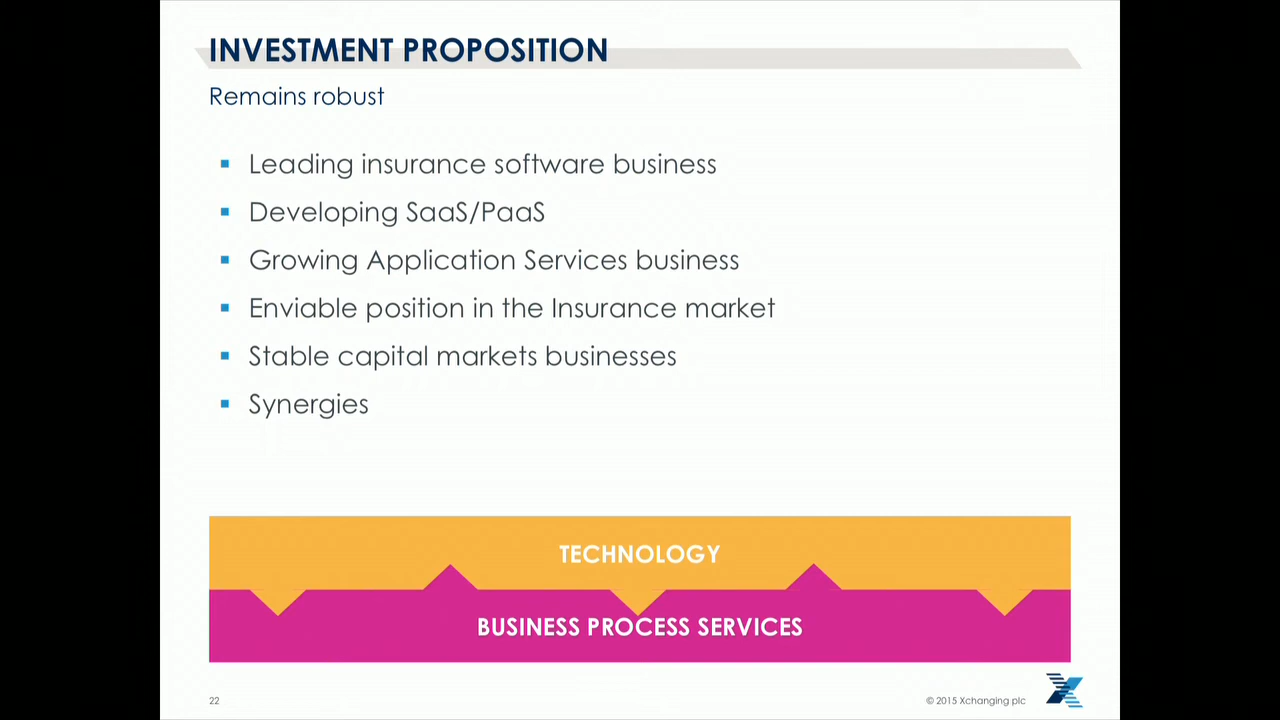 INVESTMENT PROPOSITION
Remains robust
▪ Leading insurance software business
▪ Developing SaaS/PaaS
▪ Growing Application Services business
▪ Enviable position in the Insurance market
▪ Stable capital markets businesses
▪ Synergies
TECHNOLOGY
BUSINESS PROCESS SERVICES
22
© 2015 Xchanging plc